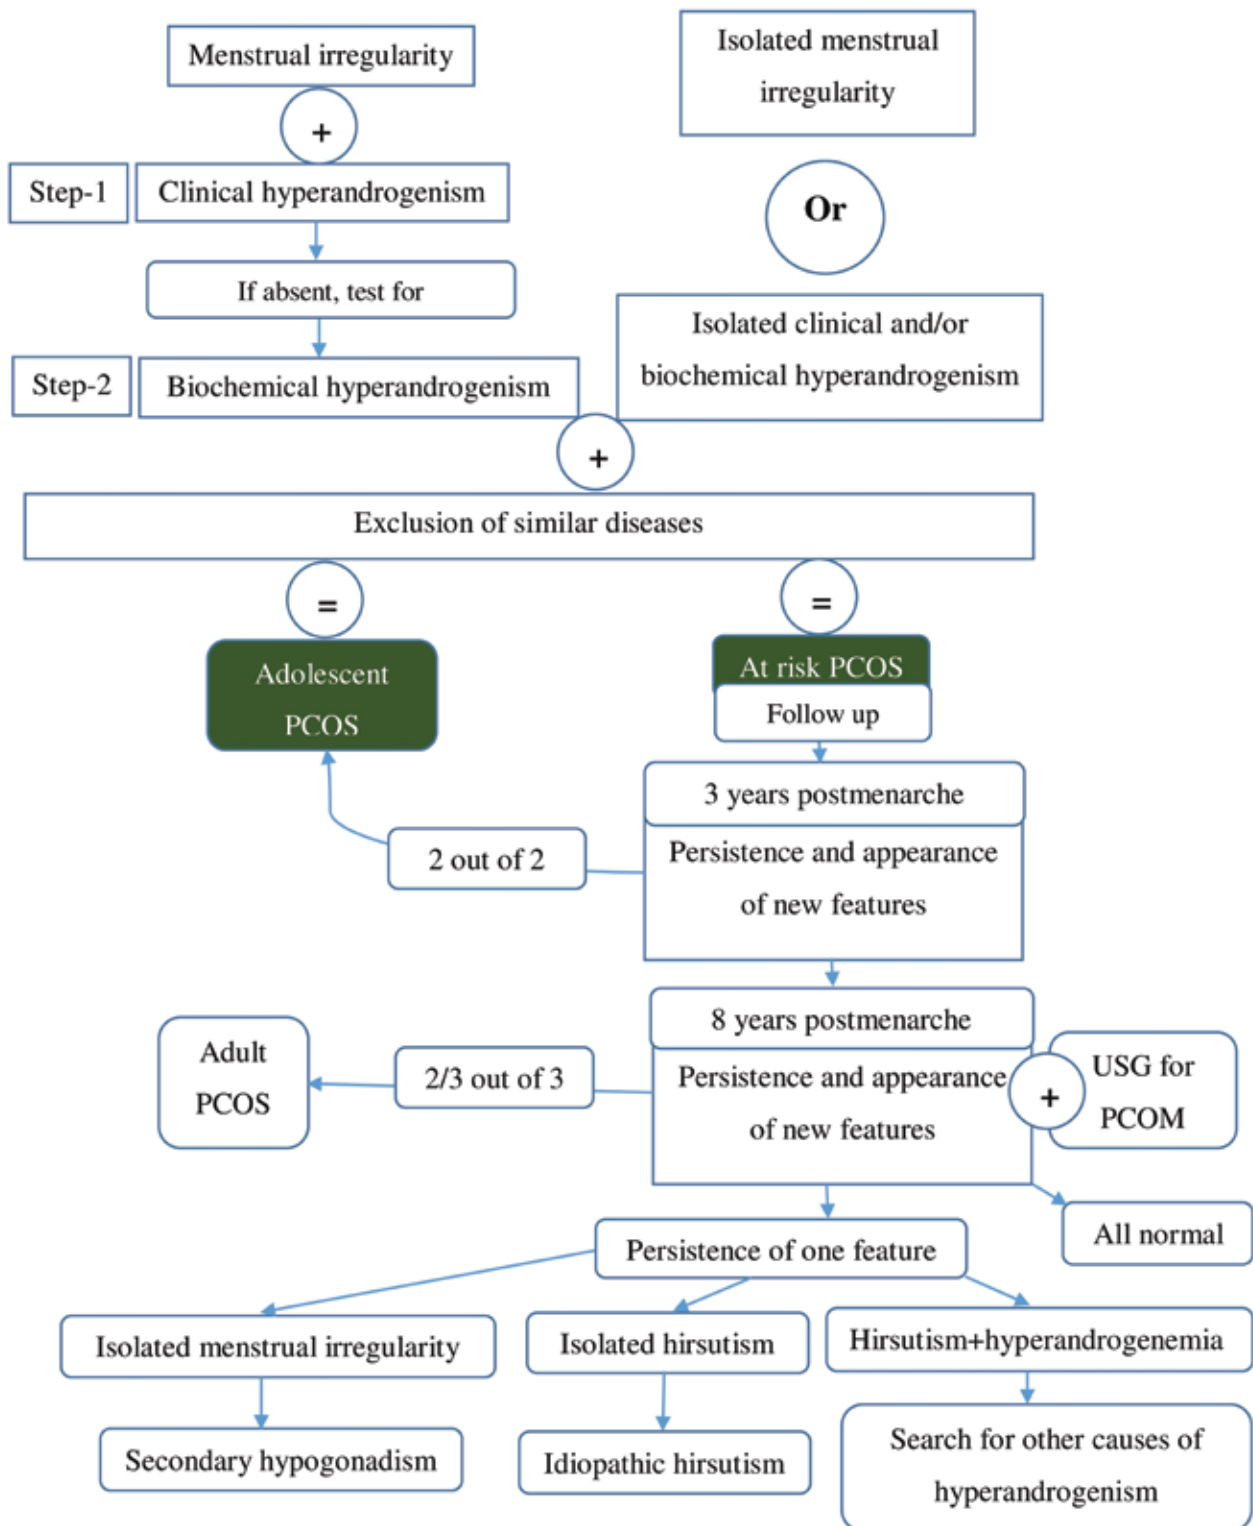 Menstrual irregularity
+
Step-1
Clinical hyperandrogenism
If absent, test for
Step-2
Biochemical hyperandrogenism
Isolated menstrual
irregularity
Or
Isolated clinical and/or
biochemical hyperandrogenism
+
Exclusion of similar diseases
=
=
Adolescent
PCOS
At risk PCOS
Follow up
3 years postmenarche
Persistence and appearance
of new features
2 out of 2
8 years postmenarche
Persistence and appearance
of new features
+
USG for
PCOM
2/3 out of 3
Adult
PCOS
All normal
Persistence of one feature
Isolated menstrual irregularity
Isolated hirsutism
Hirsutism+hyperandrogenemia
Secondary hypogonadism
Idiopathic hirsutism
Search for other causes of
hyperandrogenism